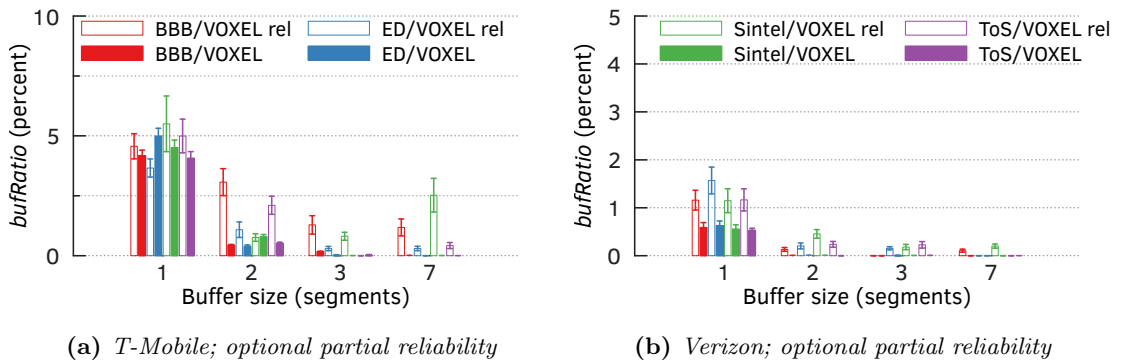 BBB/VOXEL rel
ED/VOXEL rel
BBB/VOXEL
ED/VOXEL
bufRatio (percent)
10
5
0
1 2 3 7
Buffer size (segments)
(a) T-Mobile; optional partial reliability
Sintel/VOXEL rel
ToS/VOXEL rel
Sintel/VOXEL
ToS/VOXEL
bufRatio (percent)
5
4
3
2
1
0
1 2 3 7
Buffer size (segments)
(b) Verizon; optional partial reliability